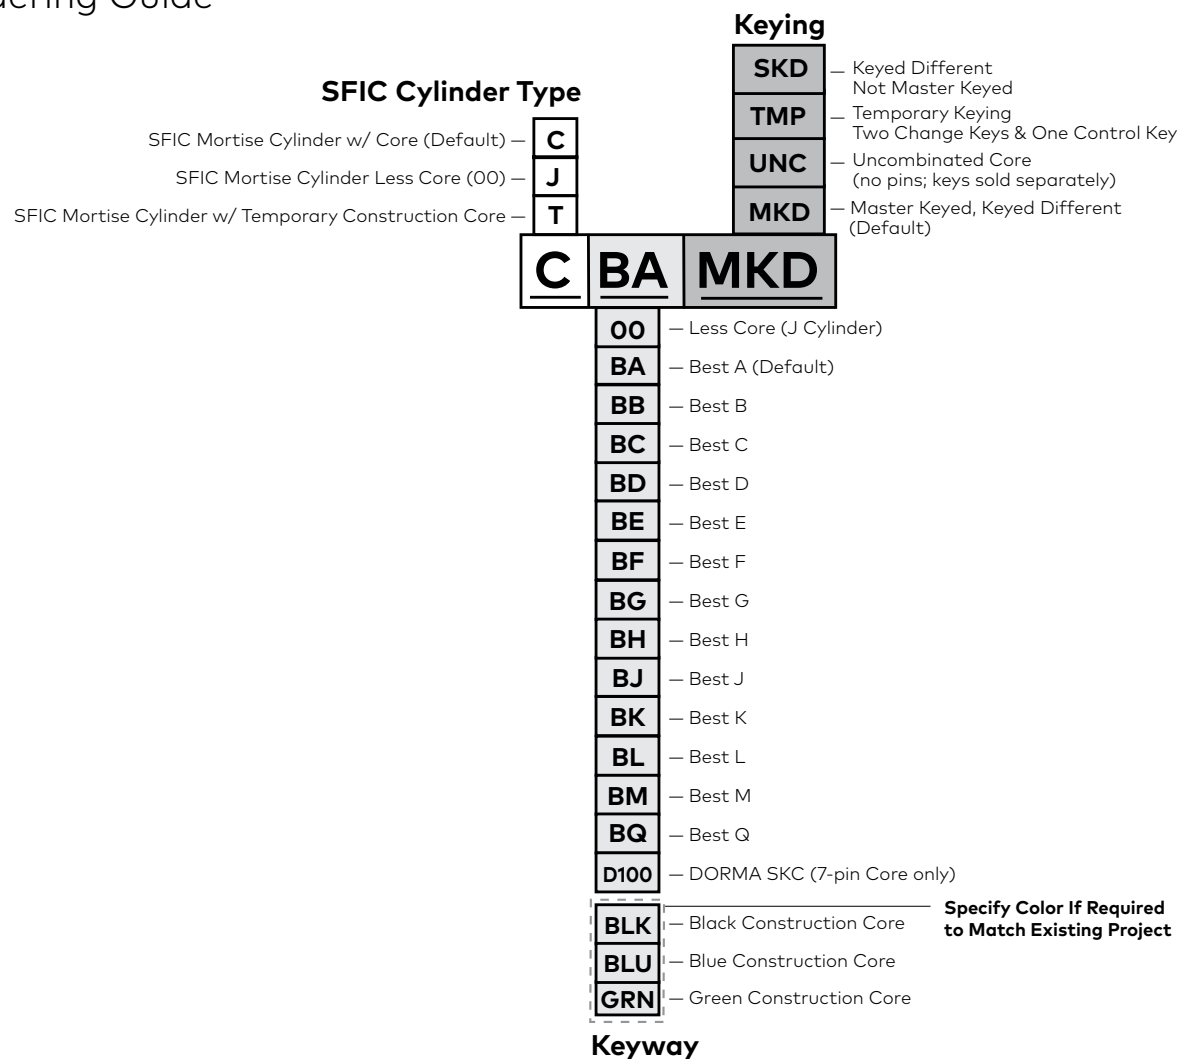 Guide
Keying
SKD
Keyed Different
Not Master Keyed
TMP
Temporary Keying
Two Change Keys & One Control Key
UNC
Uncombinated Core
(no pins; keys sold separately)
MKD
Master Keyed, Keyed Different
(Default)
SFIC Cylinder Type
SFIC Mortise Cylinder w/ Core (Default) — C
SFIC Mortise Cylinder Less Core (00) — J
SFIC Mortise Cylinder w/ Temporary Construction Core — T
C BA MKD
00 — Less Core (J Cylinder)
BA — Best A (Default)
BB — Best B
BC — Best C
BD — Best D
BE — Best E
BF — Best F
BG — Best G
BH — Best H
BJ — Best J
BK — Best K
BL — Best L
BM — Best M
BQ — Best Q
D100 — DORMA SKC (7-pin Core only)
Specify Color If Required
to Match Existing Project
BLK — Black Construction Core
BLU — Blue Construction Core
GRN — Green Construction Core
Keyway